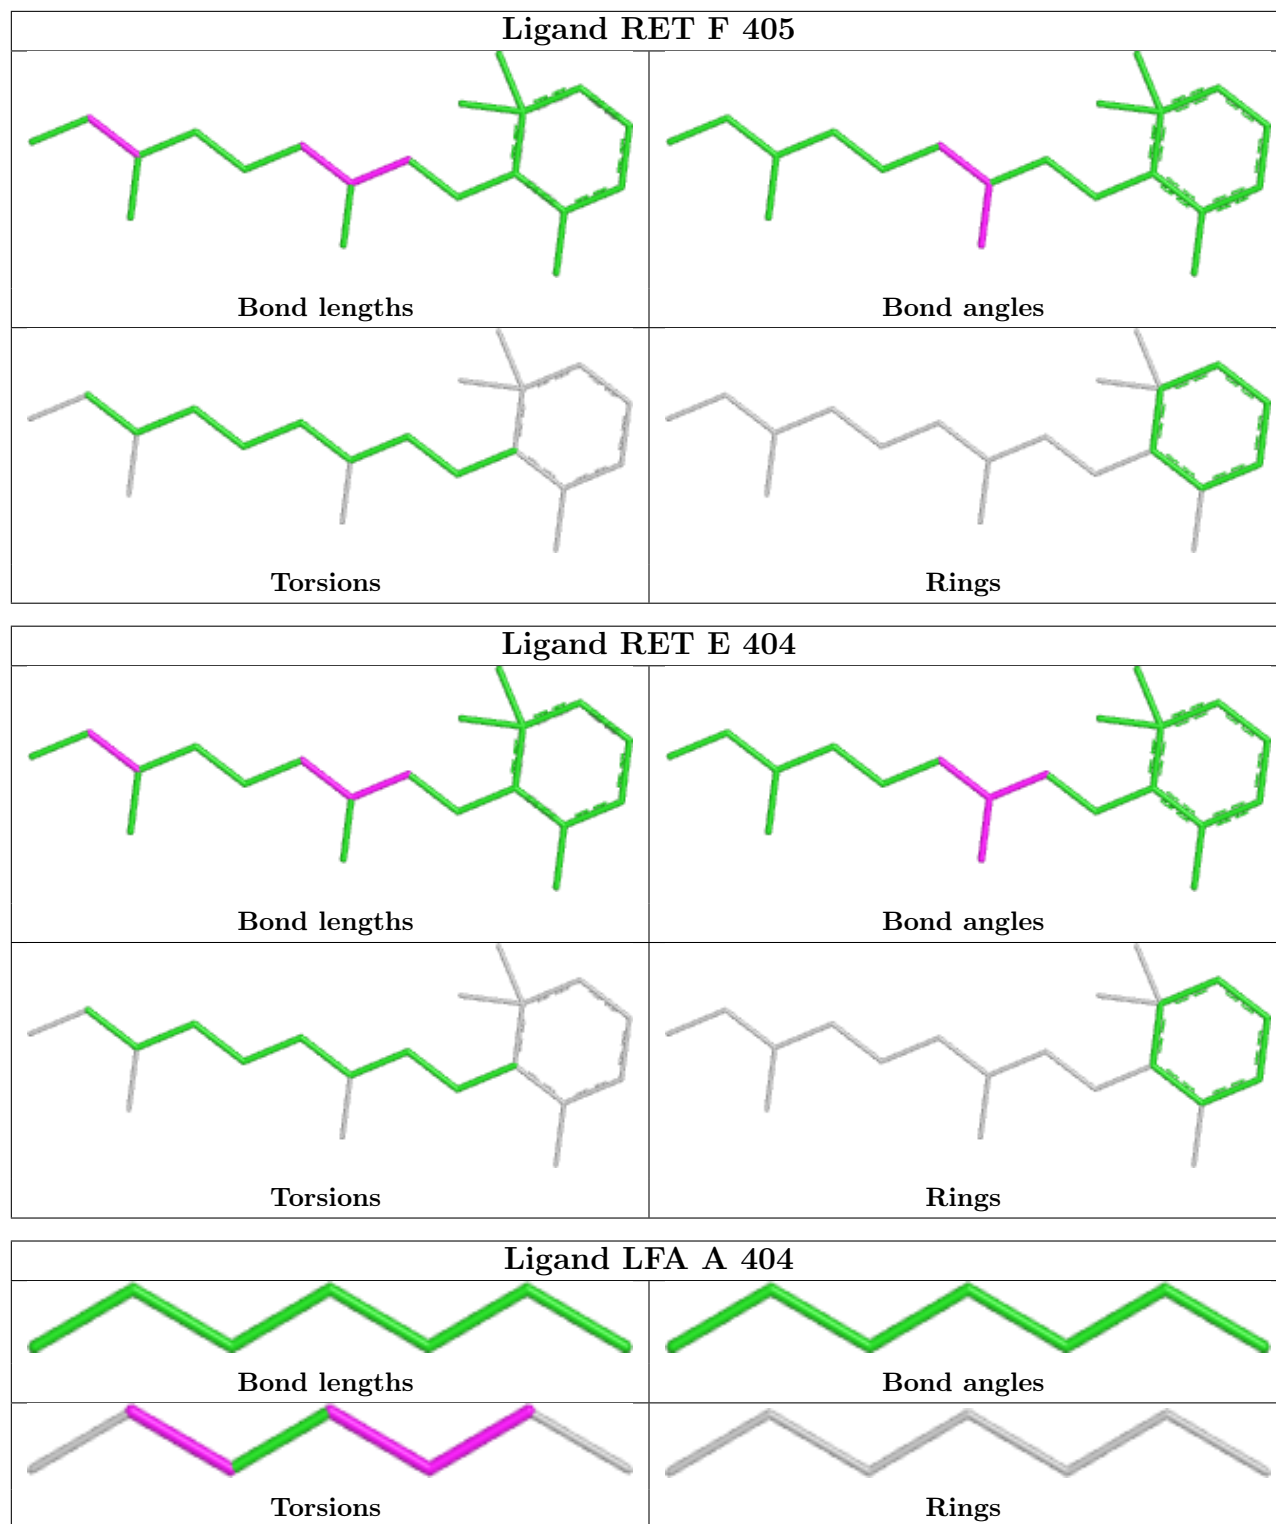 Ligand RET F 405
Bond lengths
Bond angles
Torsions
Rings
Ligand RET E 404
Bond lengths
Bond angles
Torsions
Rings
Ligand LFA A 404
Bond lengths
Bond angles
Torsions
Rings